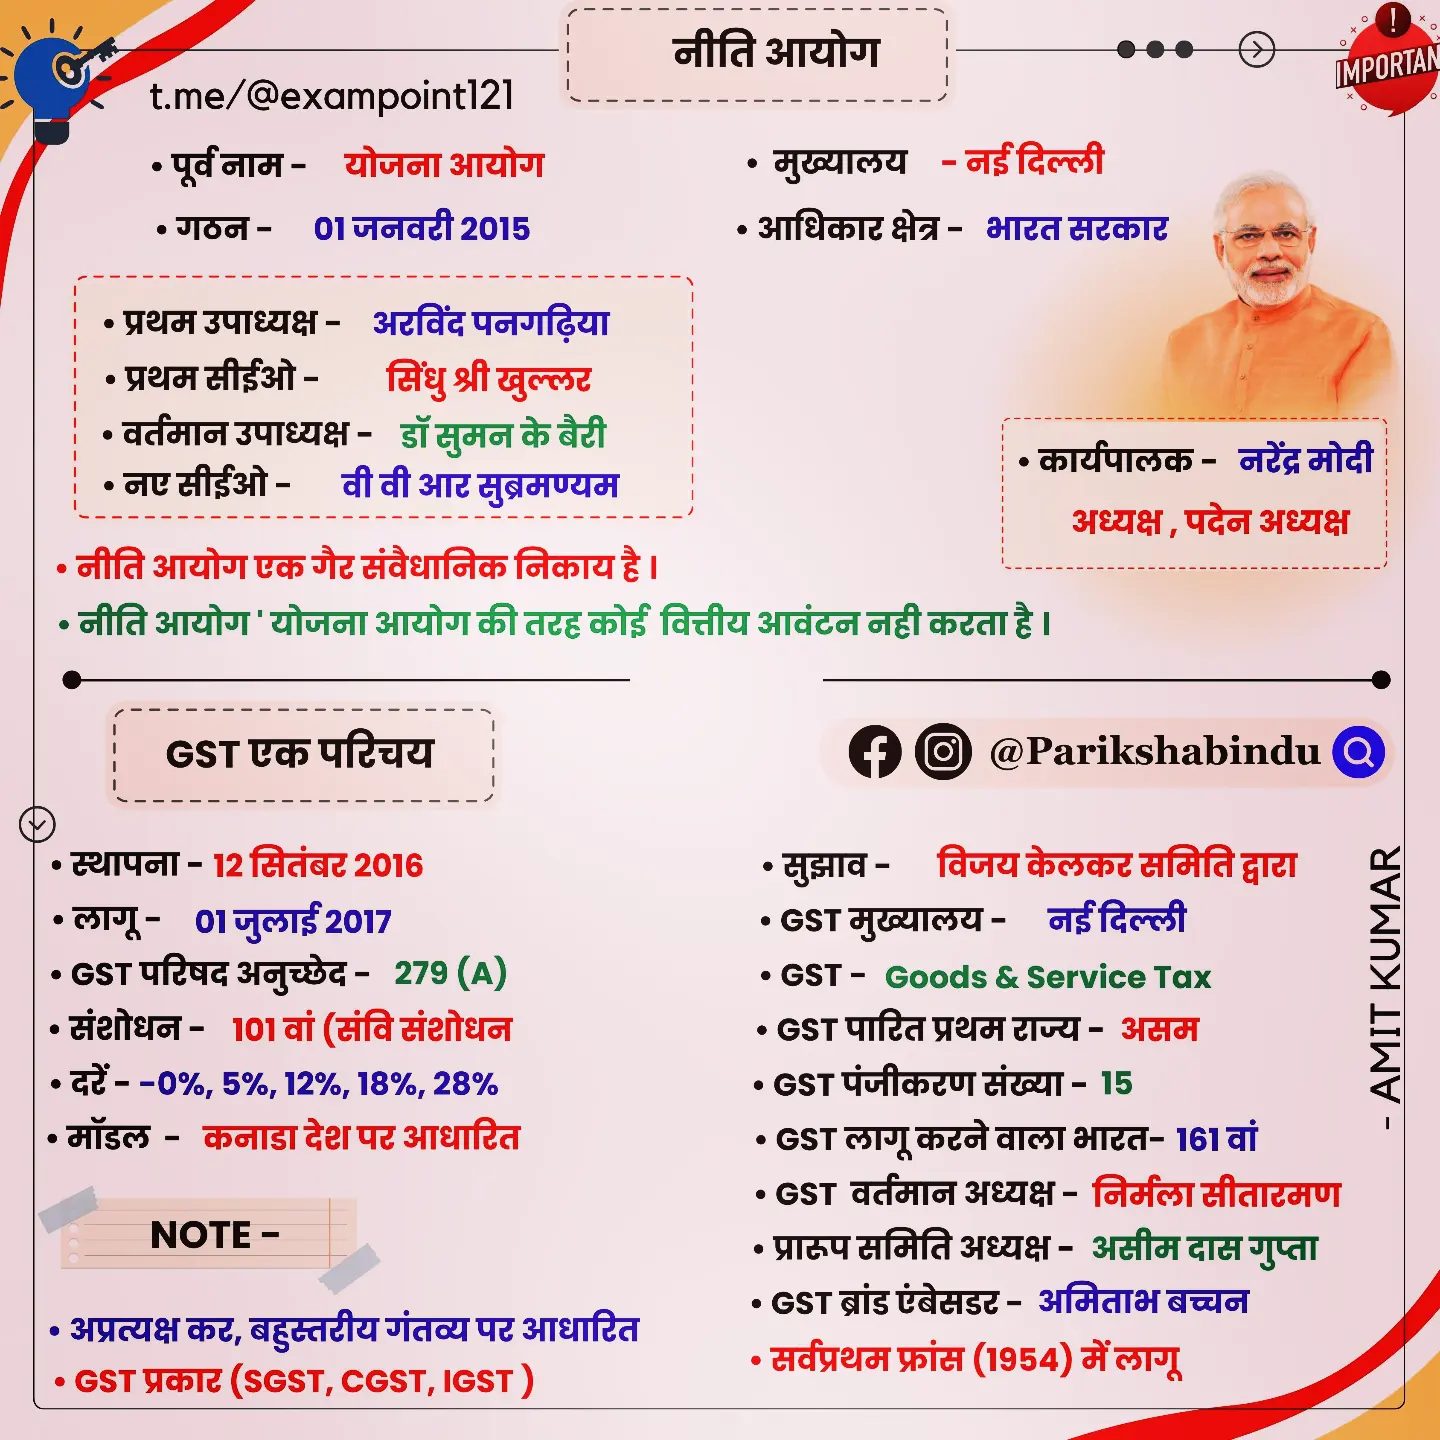 नीति आयोग
IMPORTAN
t.me/@exampoint121
• पूर्व नाम – योजना आयोग
• गठन – 01 जनवरी 2015
• मुख्यालय – नई दिल्ली
• आधिकार क्षेत्र – भारत सरकार
• प्रथम उपाध्यक्ष – अरविंद पनगढ़िया
• प्रथम सीईओ – सिंधु श्री खुल्लर
• वर्तमान उपाध्यक्ष – डॉ सुमन के बैरी
• नए सीईओ – वी वी आर सुब्रमण्यम
• कार्यपालक – नरेंद्र मोदी
अध्यक्ष , पदेन अध्यक्ष
• नीति आयोग एक गैर संवैधानिक निकाय है ।
• नीति आयोग ' योजना आयोग की तरह कोई वित्तीय आवंटन नही करता है ।
GST एक परिचय
@Parikshabindu
• स्थापना – 12 सितंबर 2016
• लागू – 01 जुलाई 2017
• GST परिषद अनुच्छेद – 279 (A)
• संशोधन – 101 वां (संवि संशोधन
• दरें – –0%, 5%, 12%, 18%, 28%
• मॉडल – कनाडा देश पर आधारित
NOTE –
• अप्रत्यक्ष कर, बहुस्तरीय गंतव्य पर आधारित
• GST प्रकार (SGST, CGST, IGST )
• सुझाव – विजय केलकर समिति द्वारा
• GST मुख्यालय – नई दिल्ली
• GST – Goods & Service Tax
• GST पारित प्रथम राज्य – असम
• GST पंजीकरण संख्या – 15
• GST लागू करने वाला भारत– 161 वां
• GST वर्तमान अध्यक्ष – निर्मला सीतारमण
• प्रारूप समिति अध्यक्ष – असीम दास गुप्ता
• GST ब्रांड एंबेसडर – अमिताभ बच्चन
• सर्वप्रथम फ्रांस (1954) में लागू
- AMIT KUMAR